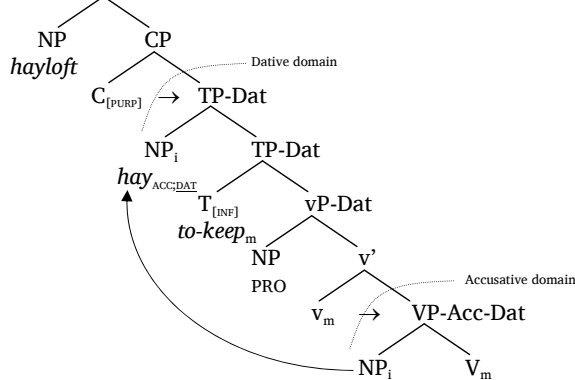 NP CP
hayloft
Dative domain
C[PURP] → TP-Dat
NPi TP-Dat
hayACC;DAT
T[INF] vP-Dat
to-keepm
NP v'
PRO
Accusative domain
vm → VP-Acc-Dat
NPi Vm